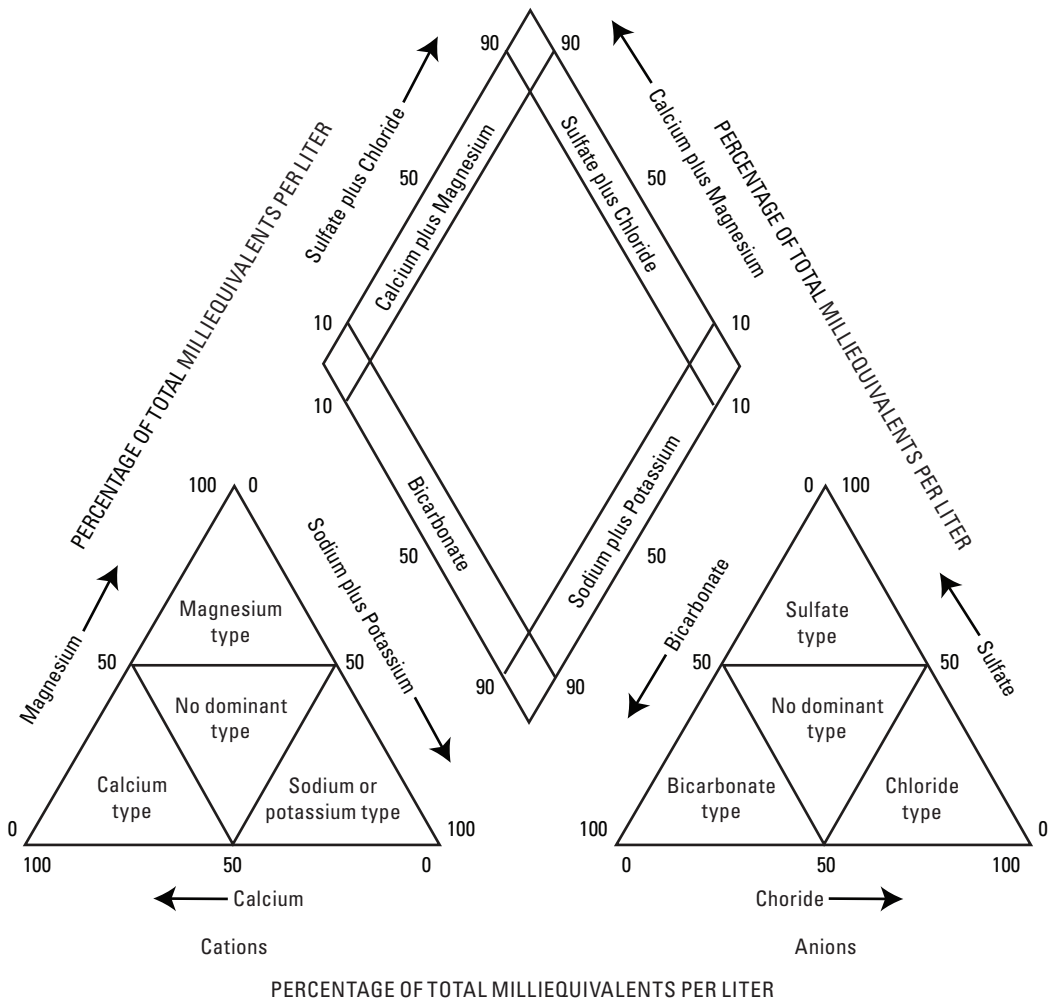 90
90
Sulfate plus Chloride
Calcium plus Magnesium
PERCENTAGE OF TOTAL MILLIEQUIVALENTS PER LITER
PERCENTAGE OF TOTAL MILLIEQUIVALENTS PER LITER
50
50
Calcium plus Magnesium
Sulfate plus Chloride
10
10
10
10
Bicarbonate
Sodium plus Potassium
50
50
90
90
100
0
Sodium plus Potassium
Magnesium
Magnesium
type
50
50
No dominant
type
Calcium
type
Sodium or
potassium type
0
100
100
50
0
Calcium
Cations
0
100
Bicarbonate
Sulfate
Sulfate
type
50
50
No dominant
type
Bicarbonate
type
Chloride
type
100
0
0
50
100
Choride
Anions
PERCENTAGE OF TOTAL MILLIEQUIVALENTS PER LITER